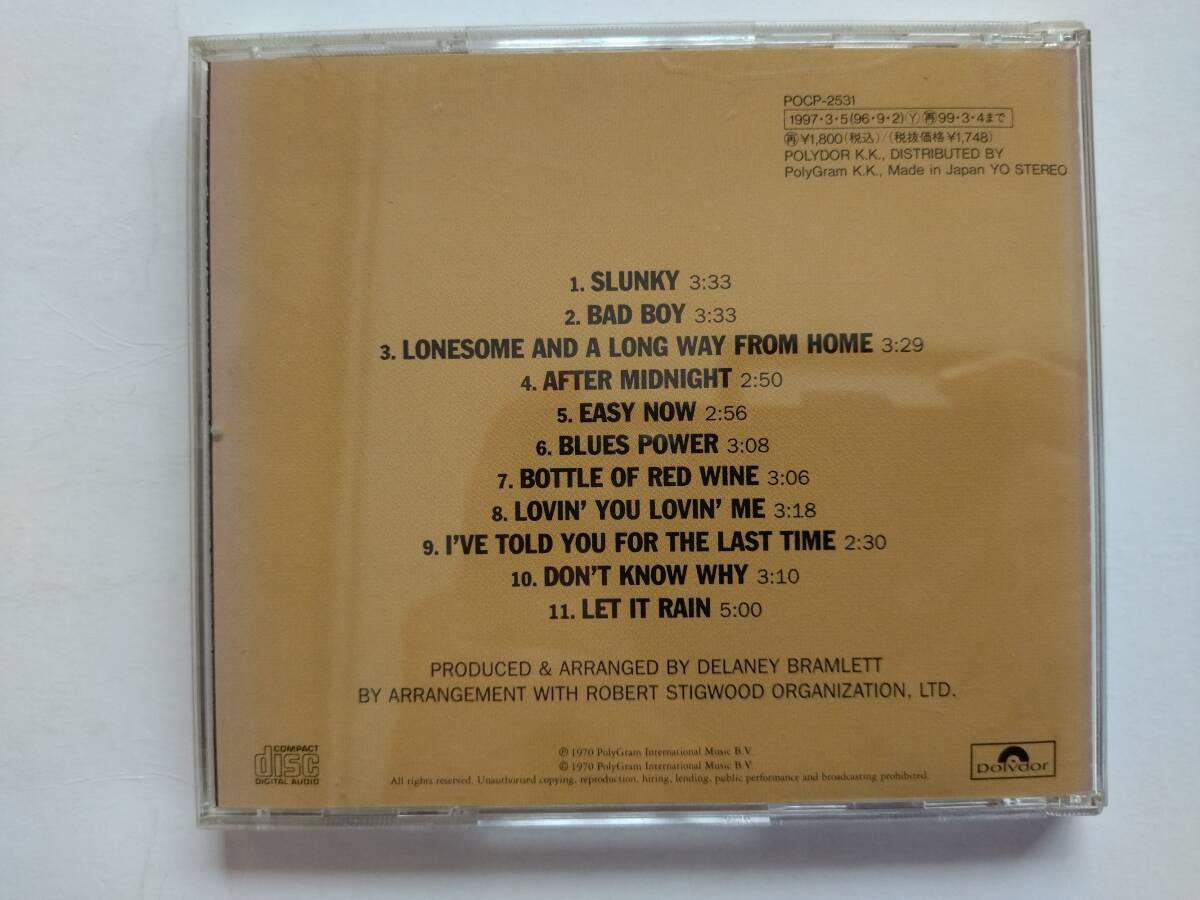 POCP-2531
1997・3・5(96・9・2)Ⓨ㊞99・3・4まで
再¥1,800(税込)/(税抜価格¥1,748)
POLYDOR K.K., DISTRIBUTED BY
PolyGram K.K., Made in Japan YO STEREO
1. SLUNKY 3:33
2. BAD BOY 3:33
3. LONESOME AND A LONG WAY FROM HOME 3:29
4. AFTER MIDNIGHT 2:50
5. EASY NOW 2:56
6. BLUES POWER 3:08
7. BOTTLE OF RED WINE 3:06
8. LOVIN' YOU LOVIN' ME 3:18
9. I'VE TOLD YOU FOR THE LAST TIME 2:30
10. DON'T KNOW WHY 3:10
11. LET IT RAIN 5:00
PRODUCED & ARRANGED BY DELANEY BRAMLETT
BY ARRANGEMENT WITH ROBERT STIGWOOD ORGANIZATION, LTD.
℗ 1970 PolyGram International Music B.V.
© 1970 PolyGram International Music B.V.
All rights reserved. Unauthorised copying, reproduction, hiring, lending, public performance and broadcasting prohibited.
COMPACT
disc
DIGITAL AUDIO
Polydor